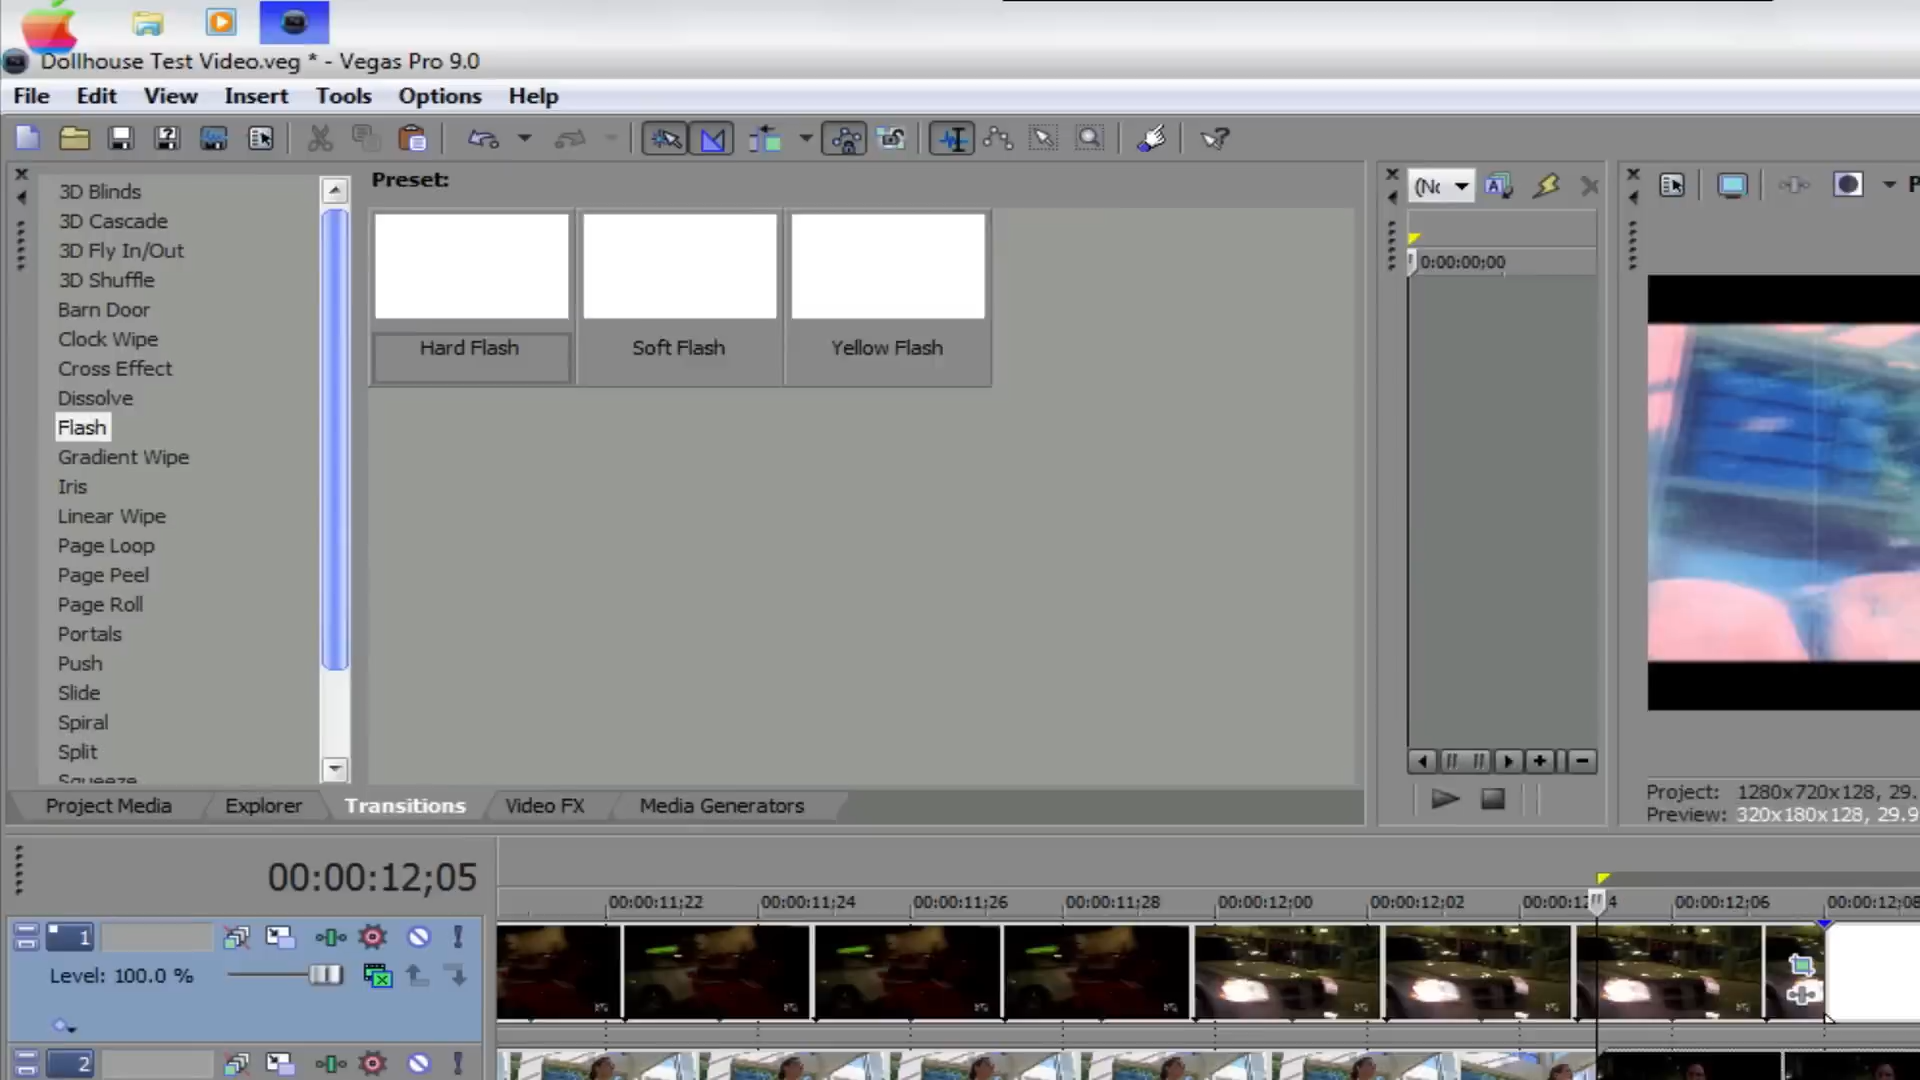 Dollhouse Test Video.veg * - Vegas Pro 9.0
File Edit View Insert Tools Options Help
3D Blinds
3D Cascade
3D Fly In/Out
3D Shuffle
Barn Door
Clock Wipe
Cross Effect
Dissolve
Flash
Gradient Wipe
Iris
Linear Wipe
Page Loop
Page Peel
Page Roll
Portals
Push
Slide
Spiral
Split
Squeeze
Preset:
Hard Flash Soft Flash Yellow Flash
(Nc
0:00:00;00
P
Project: 1280x720x128, 29.
Preview: 320x180x128, 29.9
Project Media Explorer Transitions Video FX Media Generators
00:00:12;05
00:00:11;22 00:00:11;24 00:00:11;26 00:00:11;28 00:00:12;00 00:00:12;02 00:00:12 4 00:00:12;06 00:00:12;08
1
Level: 100.0 %
2